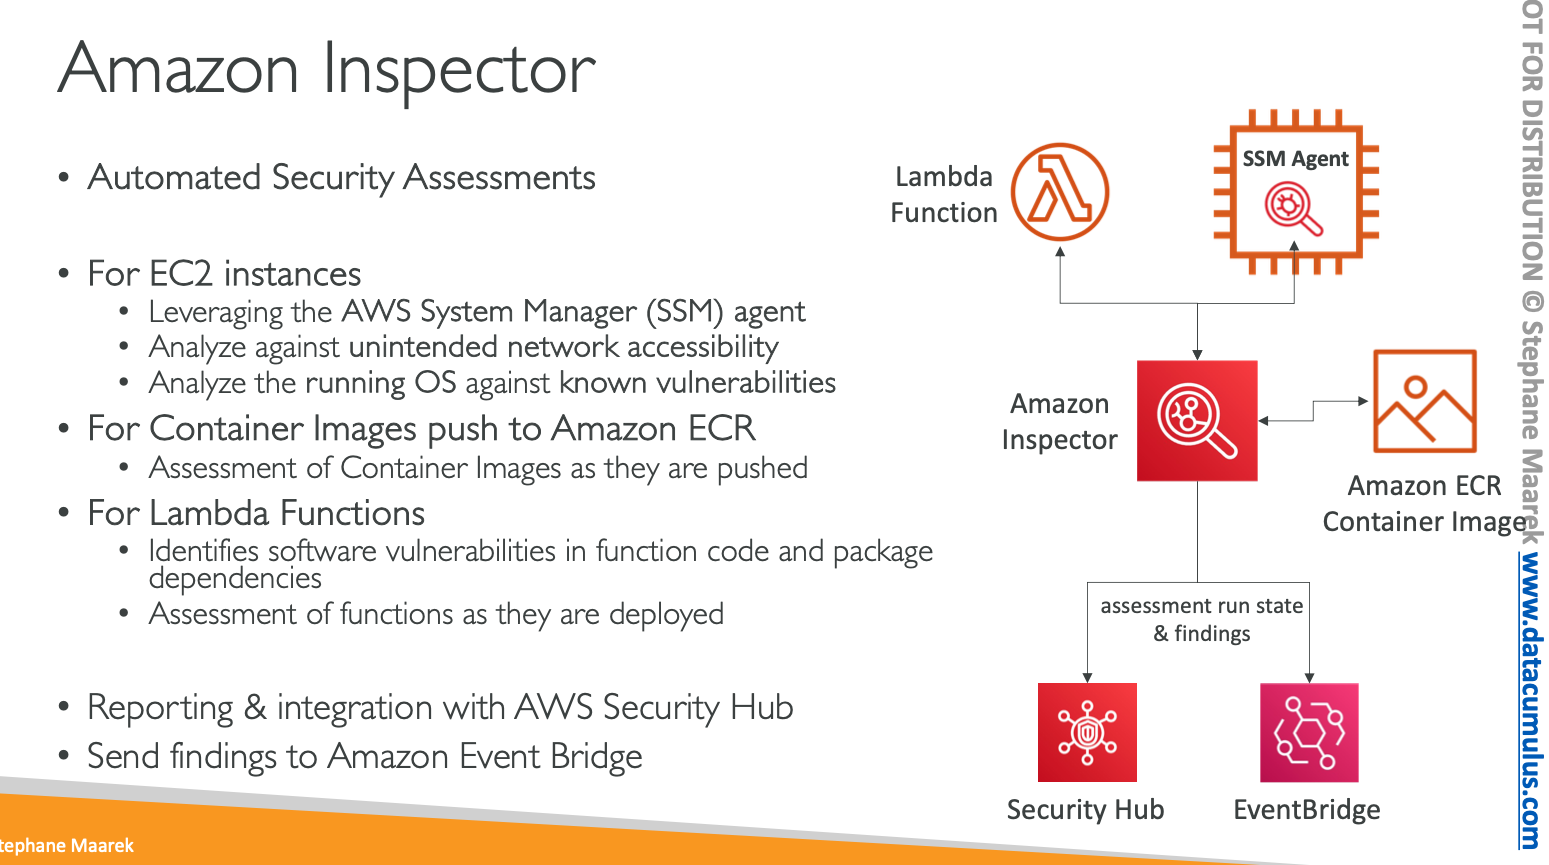 Amazon Inspector
• Automated Security Assessments
• For EC2 instances
• Leveraging the AWS System Manager (SSM) agent
• Analyze against unintended network accessibility
• Analyze the running OS against known vulnerabilities
• For Container Images push to Amazon ECR
• Assessment of Container Images as they are pushed
• For Lambda Functions
• Identifies software vulnerabilities in function code and package
dependencies
• Assessment of functions as they are deployed
• Reporting & integration with AWS Security Hub
• Send findings to Amazon Event Bridge
Lambda
Function
SSM Agent
Amazon
Inspector
Amazon ECR
Container Image
assessment run state
& findings
Security Hub
EventBridge
OT FOR DISTRIBUTION © Stephane Maarek www.datacumulus.com
tephane Maarek